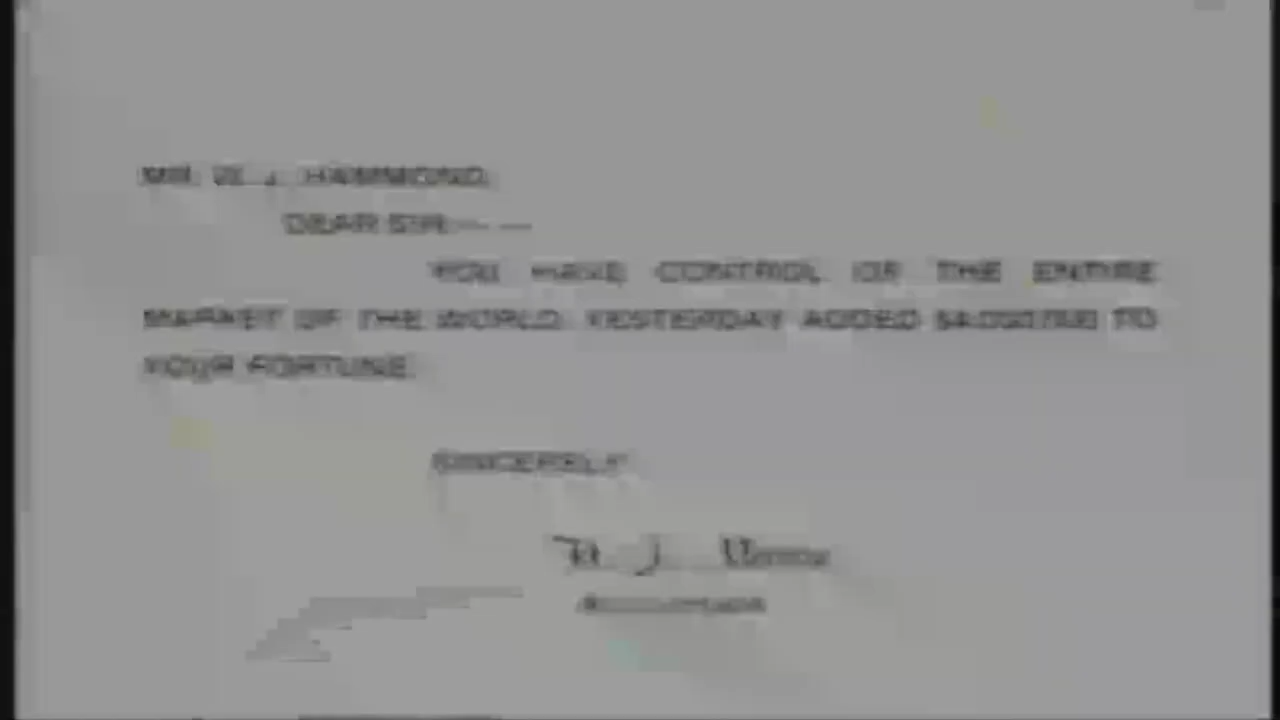 MR. W. J. HAMMOND,
DEAR SIR:— —
YOU HAVE CONTROL OF THE ENTIRE
MARKET OF THE WORLD. YESTERDAY ADDED TO
YOUR FORTUNE.
SINCERELY